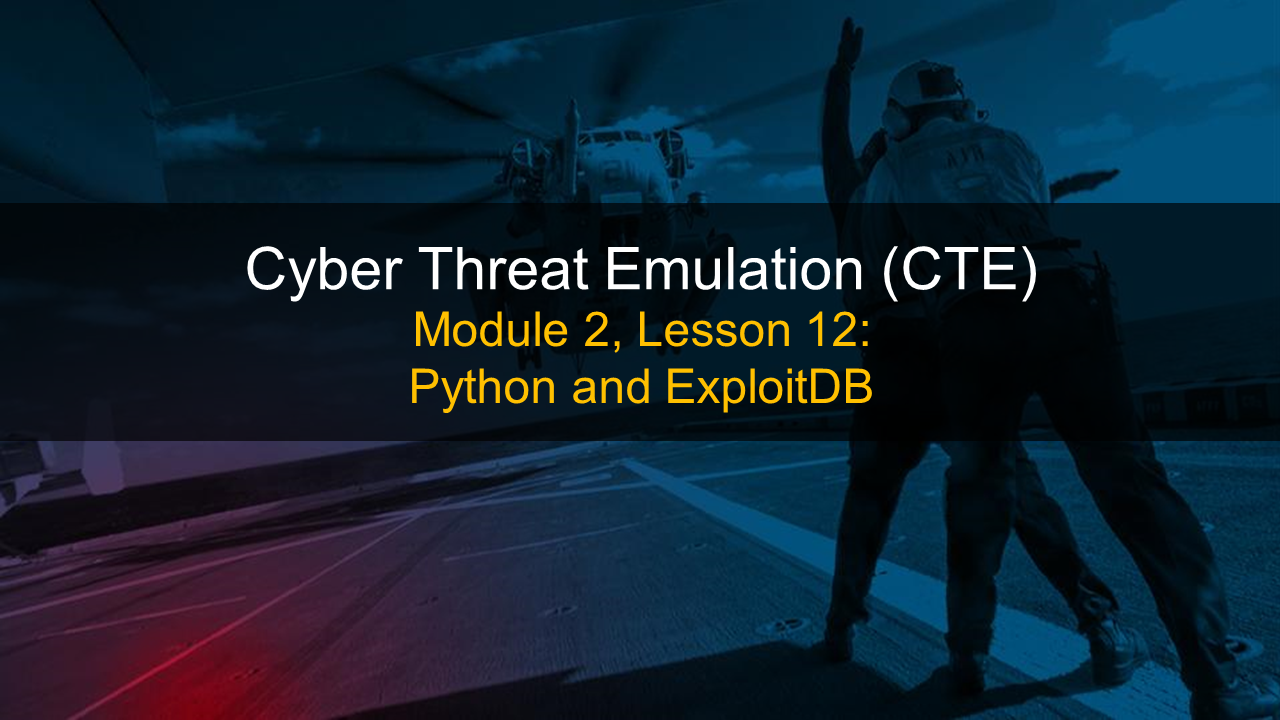 Cyber Threat Emulation (CTE)
Module 2, Lesson 12:
Python and ExploitDB